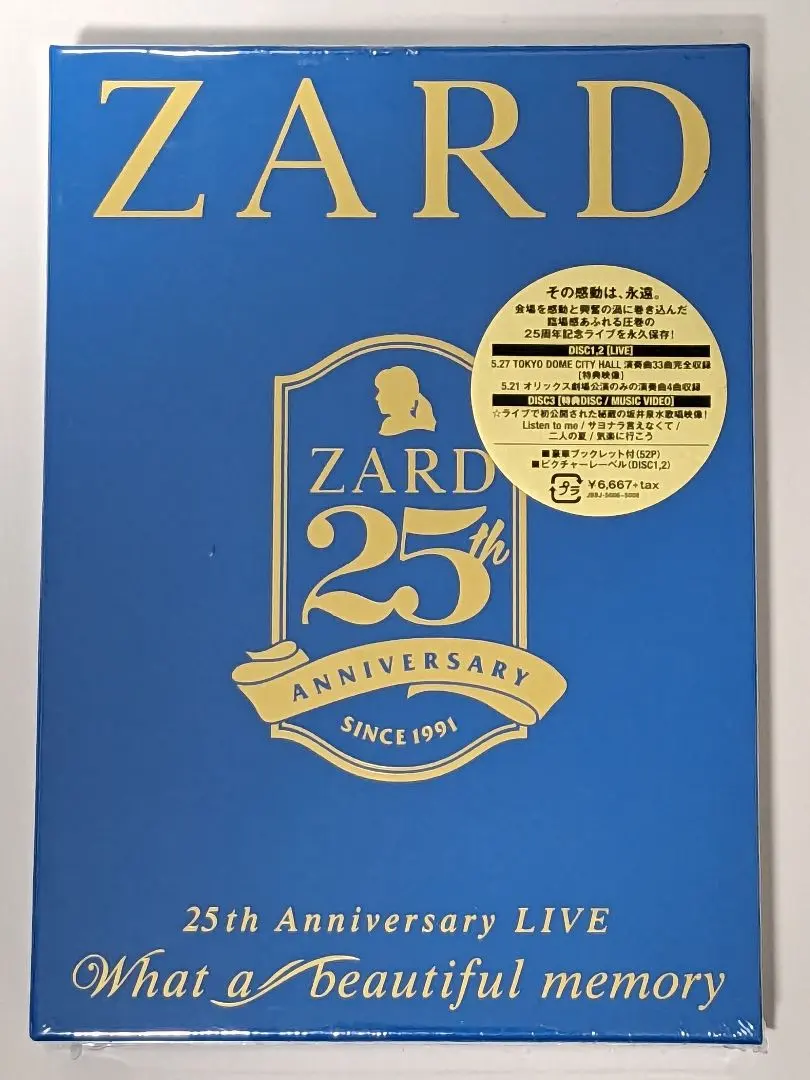 ZARD
その感動は、永遠。
会場を感動と興奮の渦に巻き込んだ
臨場感あふれる圧巻の
25周年記念ライブを永久保存!
DISC1,2 [LIVE]
5.27 TOKYO DOME CITY HALL 演奏曲33曲完全収録
[特典映像]
5.21 オリックス劇場公演のみの演奏曲4曲収録
DISC3 [特典DISC / MUSIC VIDEO]
☆ライブで初公開された秘蔵の坂井泉水歌唱映像!
Listen to me / サヨナラ言えなくて /
二人の夏 / 気楽に行こう
■豪華ブックレット付(52P)
■ピクチャーレーベル(DISC1,2)
プラ ¥6,667+tax
JBBJ-5006~5008
ZARD
25th
ANNIVERSARY
SINCE 1991
25th Anniversary LIVE
What a beautiful memory